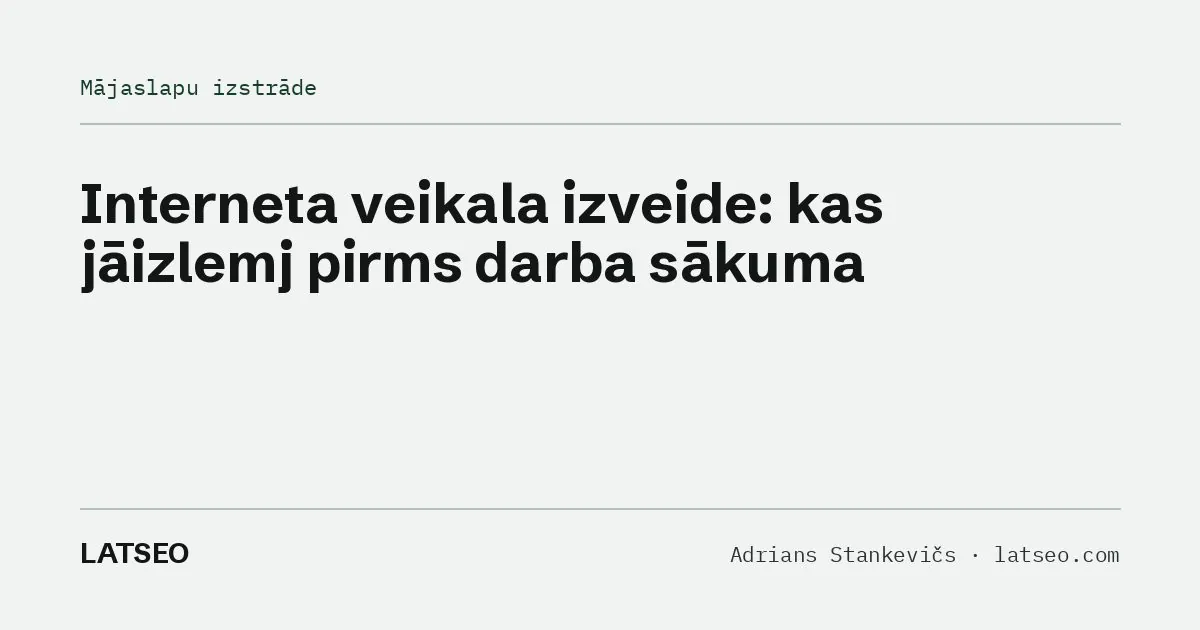 Mājaslapu izstrāde
Interneta veikala izveide: kas
jāizlemj pirms darba sākuma
LATSEO
Adrians Stankevičs · latseo.com